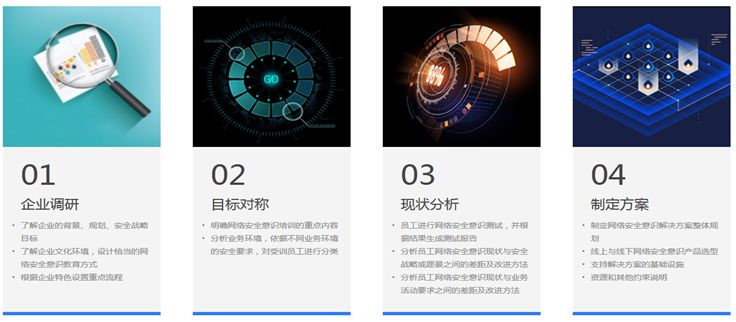 GO
01
企业调研
• 了解企业的背景、规划、安全战略
目标
• 了解企业文化环境，设计恰当的网
络安全意识教育方式
• 根据企业特色设置重点流程
02
目标对称
• 明确网络安全意识培训的重点内容
• 分析业务环境，依据不同业务环境
的安全要求，对受训员工进行分类
03
现状分析
• 员工进行网络安全意识测试，并根
据结果生成测试报告
• 分析员工网络安全意识现状与安全
战略或愿景之间的差距及改进方法
• 分析员工网络安全意识现状与业务
活动要求之间的差距及改进方法
04
制定方案
• 制定网络安全意识解决方案整体规
划
• 线上与线下网络安全意识产品选型
• 支持解决方案的基础设施
• 资源和其他约束说明